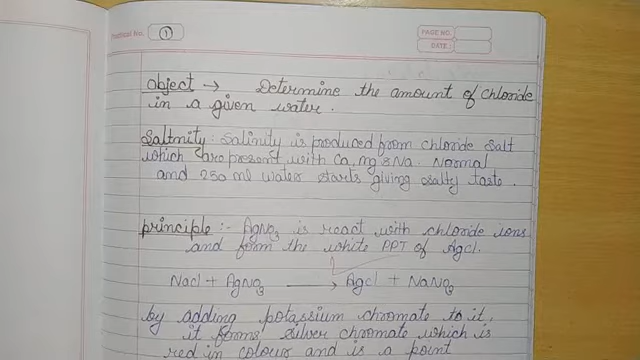 Practical No. 1
PAGE NO.
DATE:
object → Determine the amount of chloride
in a given water.
Salinity: Salinity is produced from chloride salt
which are present with Ca, Mg & Na. Normal
and 250 ml water starts giving salty taste.
principle :- AgNO3 is react with chloride ions
and form the white PPT of AgCl.
NaCl + AgNO3 → AgCl + NaNO3
by adding potassium chromate to it,
it forms silver chromate which is
red in colour and is a point